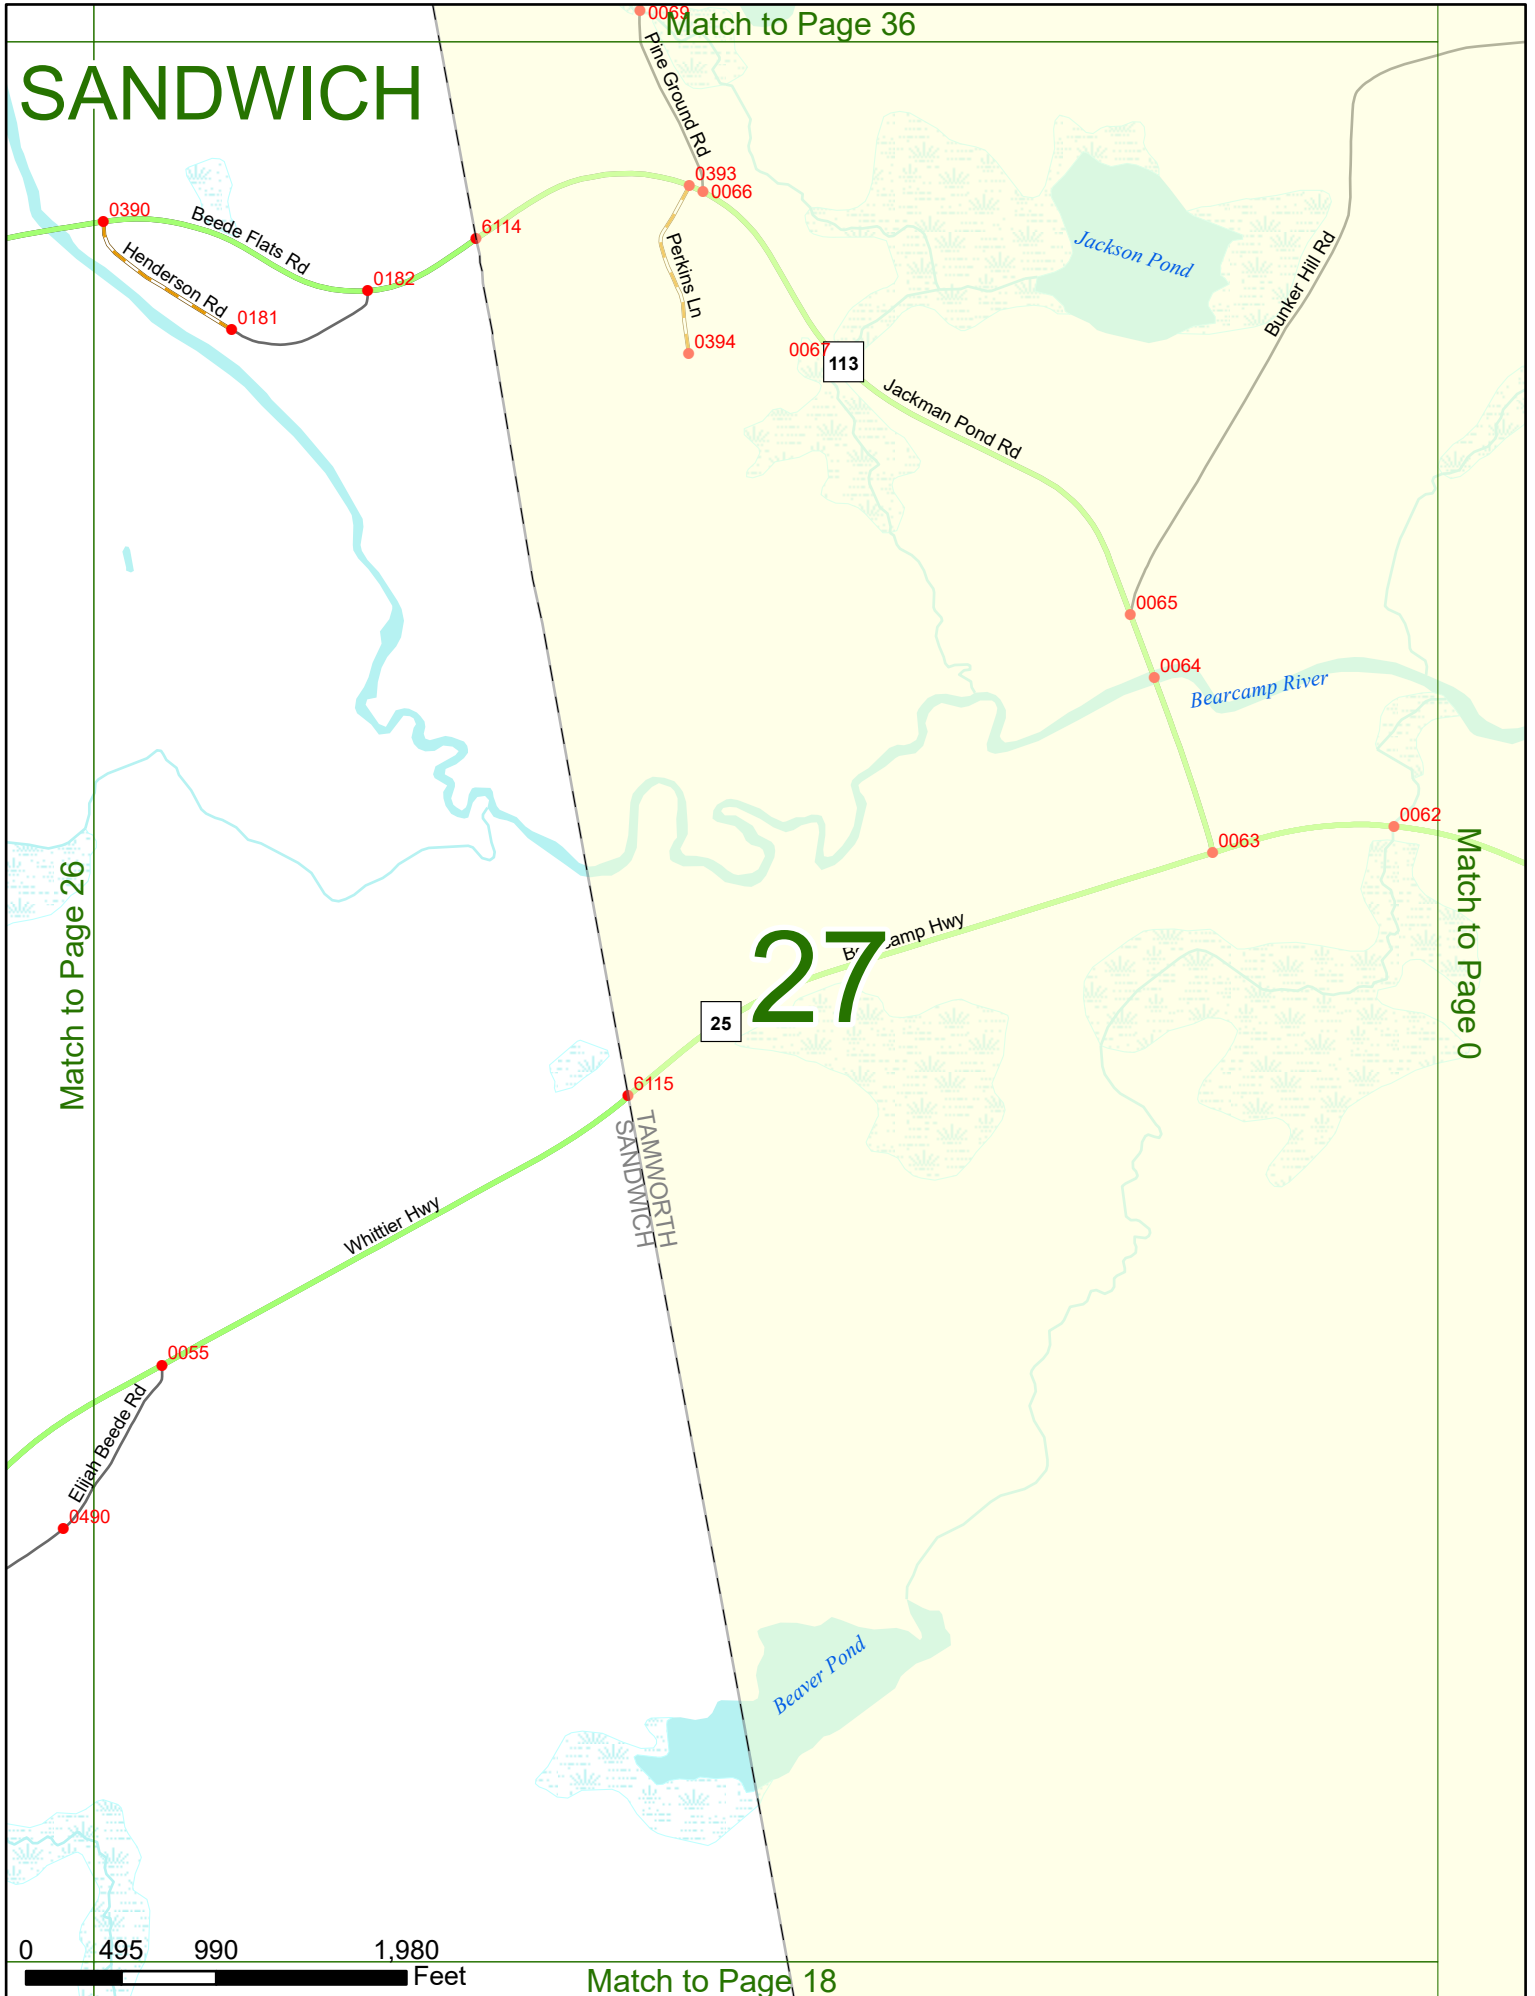 0069
Match to Page 36
SANDWICH
Pine Ground Rd
0393
0066
0390
Beede Flats Rd
6114
Henderson Rd
0182
0181
Perkins Ln
0394
Jackson Pond
Bunker Hill Rd
0067
113
Jackman Pond Rd
0065
0064
Bearcamp River
0062
0063
Match to Page 26
Match to Page 0
27
camp Hwy
25
6115
TAMWORTH
SANDWICH
Whittier Hwy
0055
Elijah Beede Rd
0490
Beaver Pond
0 495 990 1,980
Feet
Match to Page 18